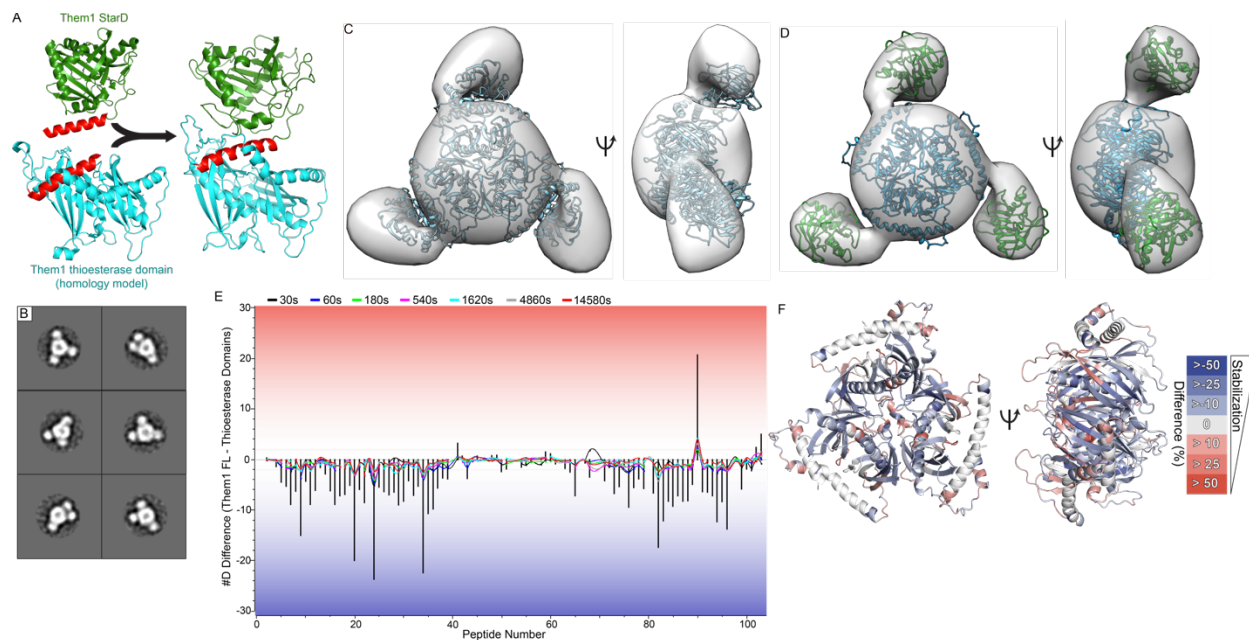 A
Them1 StarD
Them1 thioesterase domain
(homology model)
B
C
D
E
30s 60s 180s 540s 1620s 4860s 14580s
#D Difference (Them1 FL - Thioesterase Domains)
30
20
10
0
-10
-20
-30
0 20 40 60 80 100
Peptide Number
F
Difference (%)
>-50
>-25
>-10
0
> 10
> 25
> 50
Stabilization